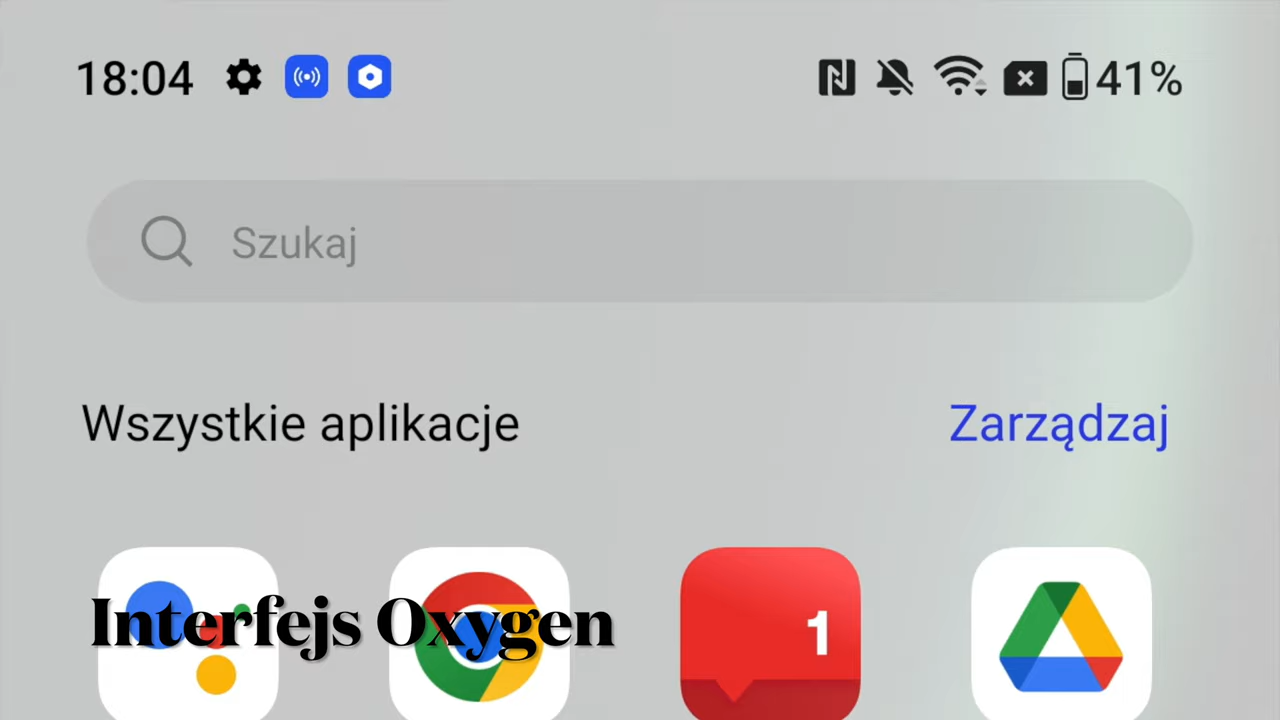 18:04 41%
Szukaj
Wszystkie aplikacje Zarządzaj
1
Interfejs Oxygen